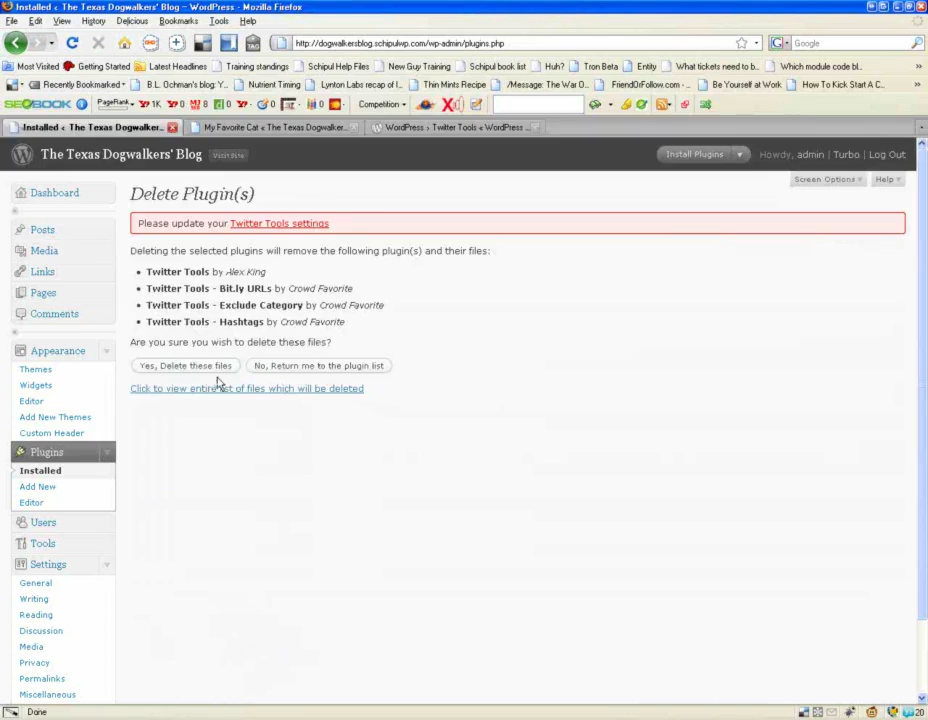 Installed < The Texas Dogwalkers' Blog — WordPress - Mozilla Firefox
File Edit View History Delicious Bookmarks Tools Help
http://dogwalkersblog.schipulwp.com/wp-admin/plugins.php
Google
Most Visited Getting Started Latest Headlines Training standings Schipul Help Files New Guy Training Schipul book list Huh? Tron Beta Entity What tickets need to b... Which module code bl...
Recently Bookmarked B.L. Ochman's blog: Y... Nutrient Timing Lynton Labs recap of I... Thin Mints Recipe /Message: The War O... FriendOrFollow.com - ... Be Yourself at Work How To Kick Start A C...
SEOBOOK PageRank 1K 0 8 0 0 0 Competition
Installed < The Texas Dogwalker... My Favorite Cat « The Texas Dogwalker... WordPress › Twitter Tools « WordPress ...
The Texas Dogwalkers' Blog Visit Site Install Plugins Howdy, admin | Turbo | Log Out
Screen Options Help
Dashboard
Posts
Media
Links
Pages
Comments
Appearance
Themes
Widgets
Editor
Add New Themes
Custom Header
Plugins
Installed
Add New
Editor
Users
Tools
Settings
General
Writing
Reading
Discussion
Media
Privacy
Permalinks
Miscellaneous
Delete Plugin(s)
Please update your Twitter Tools settings
Deleting the selected plugins will remove the following plugin(s) and their files:
• Twitter Tools by Alex King
• Twitter Tools - Bit.ly URLs by Crowd Favorite
• Twitter Tools - Exclude Category by Crowd Favorite
• Twitter Tools - Hashtags by Crowd Favorite
Are you sure you wish to delete these files?
Yes, Delete these files No, Return me to the plugin list
Click to view entire list of files which will be deleted
Done
20